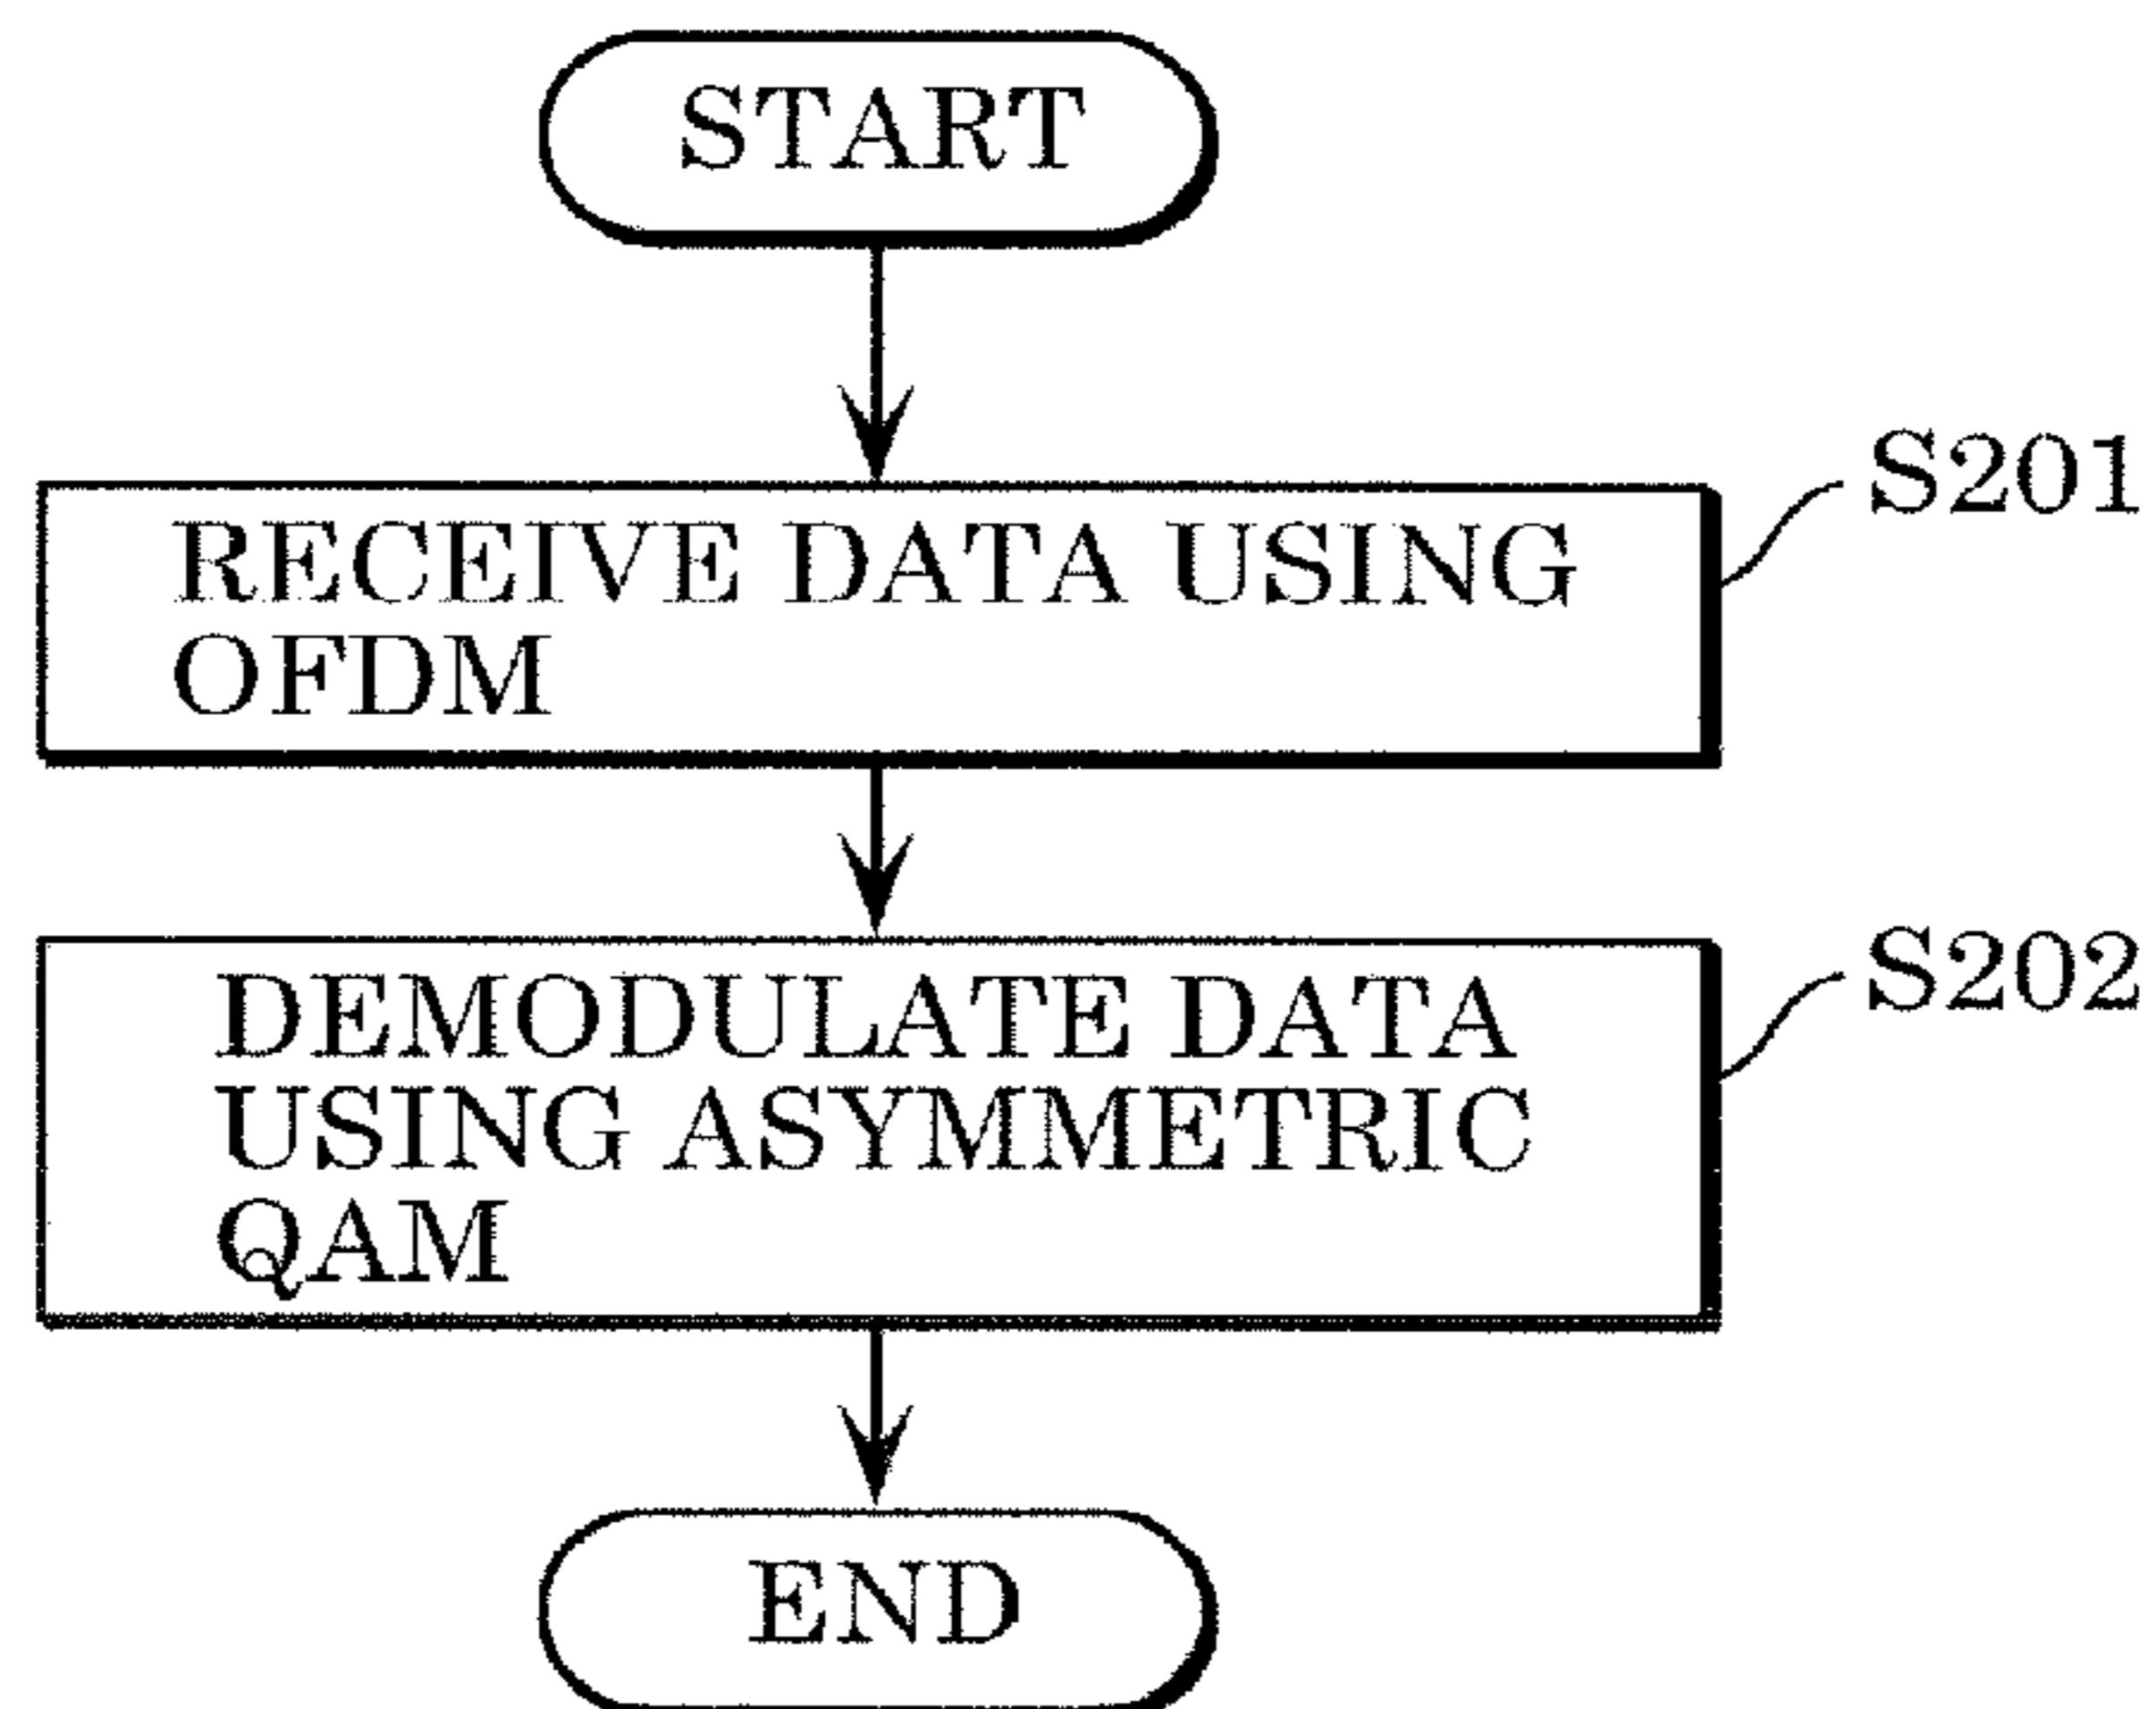 START
S201
RECEIVE DATA USING
OFDM
S202
DEMODULATE DATA
USING ASYMMETRIC
QAM
END